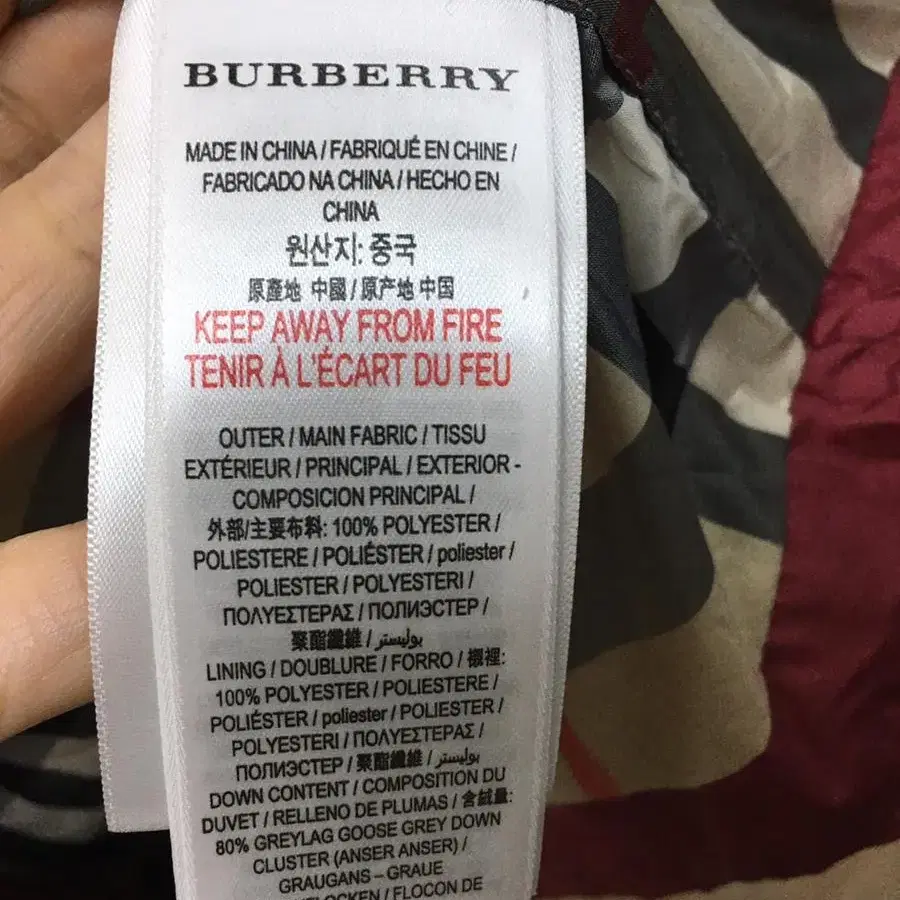 BURBERRY
MADE IN CHINA / FABRIQUÉ EN CHINE /
FABRICADO NA CHINA / HECHO EN
CHINA
원산지: 중국
原產地 中國 / 原产地 中国
KEEP AWAY FROM FIRE
TENIR À L'ÉCART DU FEU
OUTER / MAIN FABRIC / TISSU
EXTÉRIEUR / PRINCIPAL / EXTERIOR -
COMPOSICION PRINCIPAL /
外部/主要布料: 100% POLYESTER /
POLIESTERE / POLIÉSTER / poliester /
POLIESTER / POLYESTERI /
ΠΟΛΥΕΣΤΕΡΑΣ / ПОЛИЭСТЕР /
聚酯纖維 / بوليستر
LINING / DOUBLURE / FORRO / 襯裡:
100% POLYESTER / POLIESTERE /
POLIÉSTER / poliester / POLIESTER /
POLYESTERI / ΠΟΛΥΕΣΤΕΡΑΣ /
ПОЛИЭСТЕР / 聚酯纖維 / بوليستر
DOWN CONTENT / COMPOSITION DU
DUVET / RELLENO DE PLUMAS / 含絨量:
80% GREYLAG GOOSE GREY DOWN
CLUSTER (ANSER ANSER) /
GRAUGANS – GRAUE
/ FLOCON DE